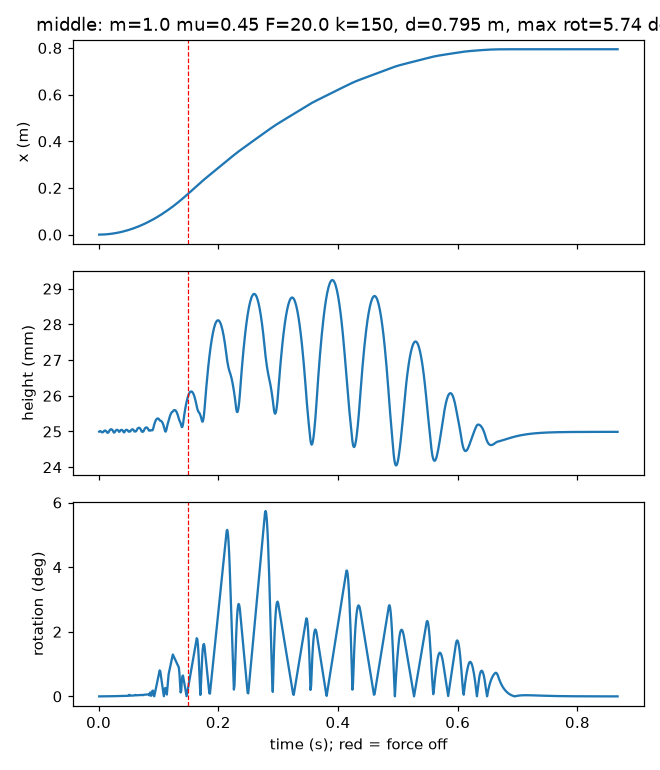 middle: m=1.0 mu=0.45 F=20.0 k=150, d=0.795 m, max rot=5.74 d
0.8
0.6
0.4
0.2
0.0
x (m)
29
28
27
26
25
24
height (mm)
6
4
2
0
rotation (deg)
0.0 0.2 0.4 0.6 0.8
time (s); red = force off